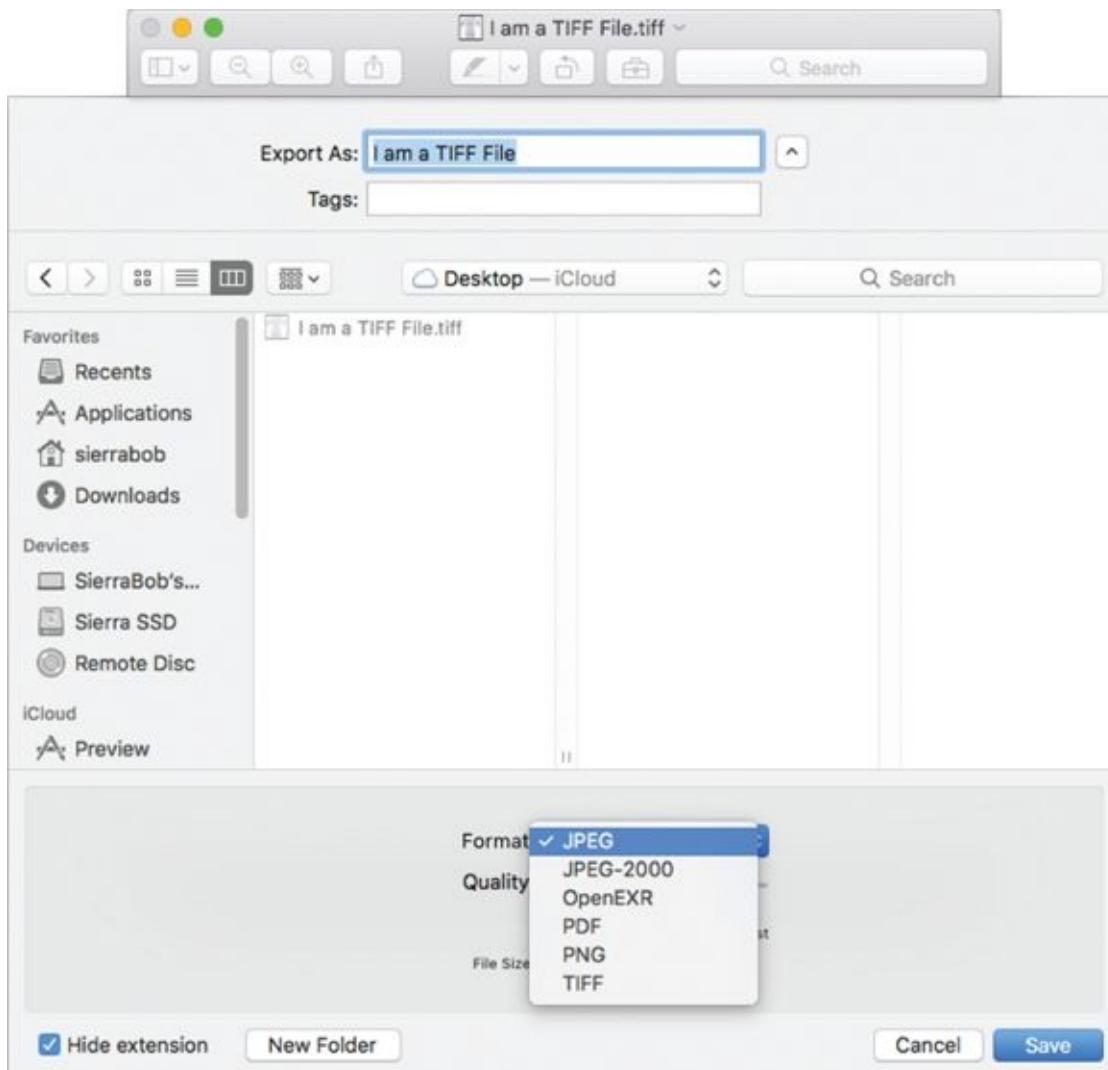 I am a TIFF File.tiff
Search
Export As: I am a TIFF File
Tags:
Desktop — iCloud
Search
Favorites
Recents
Applications
sierrabob
Downloads
Devices
SierraBob's...
Sierra SSD
Remote Disc
iCloud
Preview
I am a TIFF File.tiff
Format
✓ JPEG
JPEG-2000
OpenEXR
PDF
PNG
TIFF
Quality
st
File Size
Hide extension
New Folder
Cancel
Save